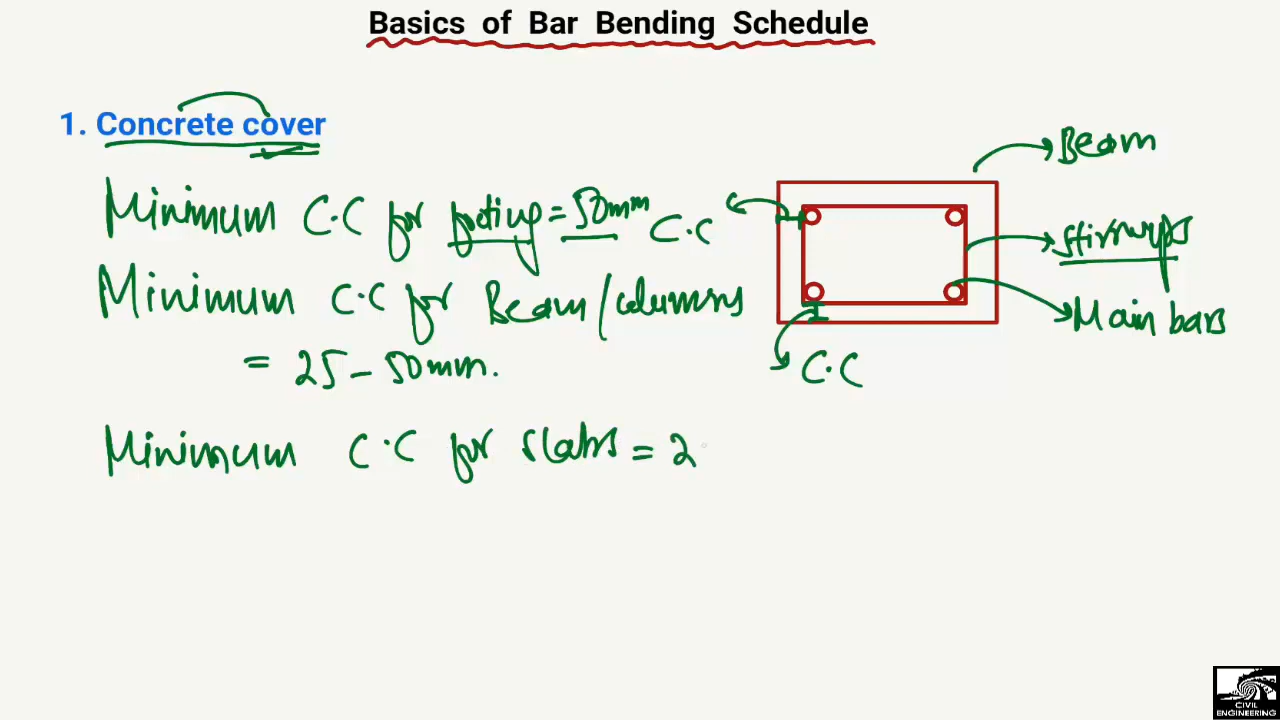 Basics of Bar Bending Schedule
1. Concrete cover
Minimum C.C for footing = 50mm
Minimum C.C for Beam/columns
= 25-50mm.
Minimum C.C for slabs = 2
Beam
C.C
stirrups
Main bars
C.C
CIVIL
ENGINEERING